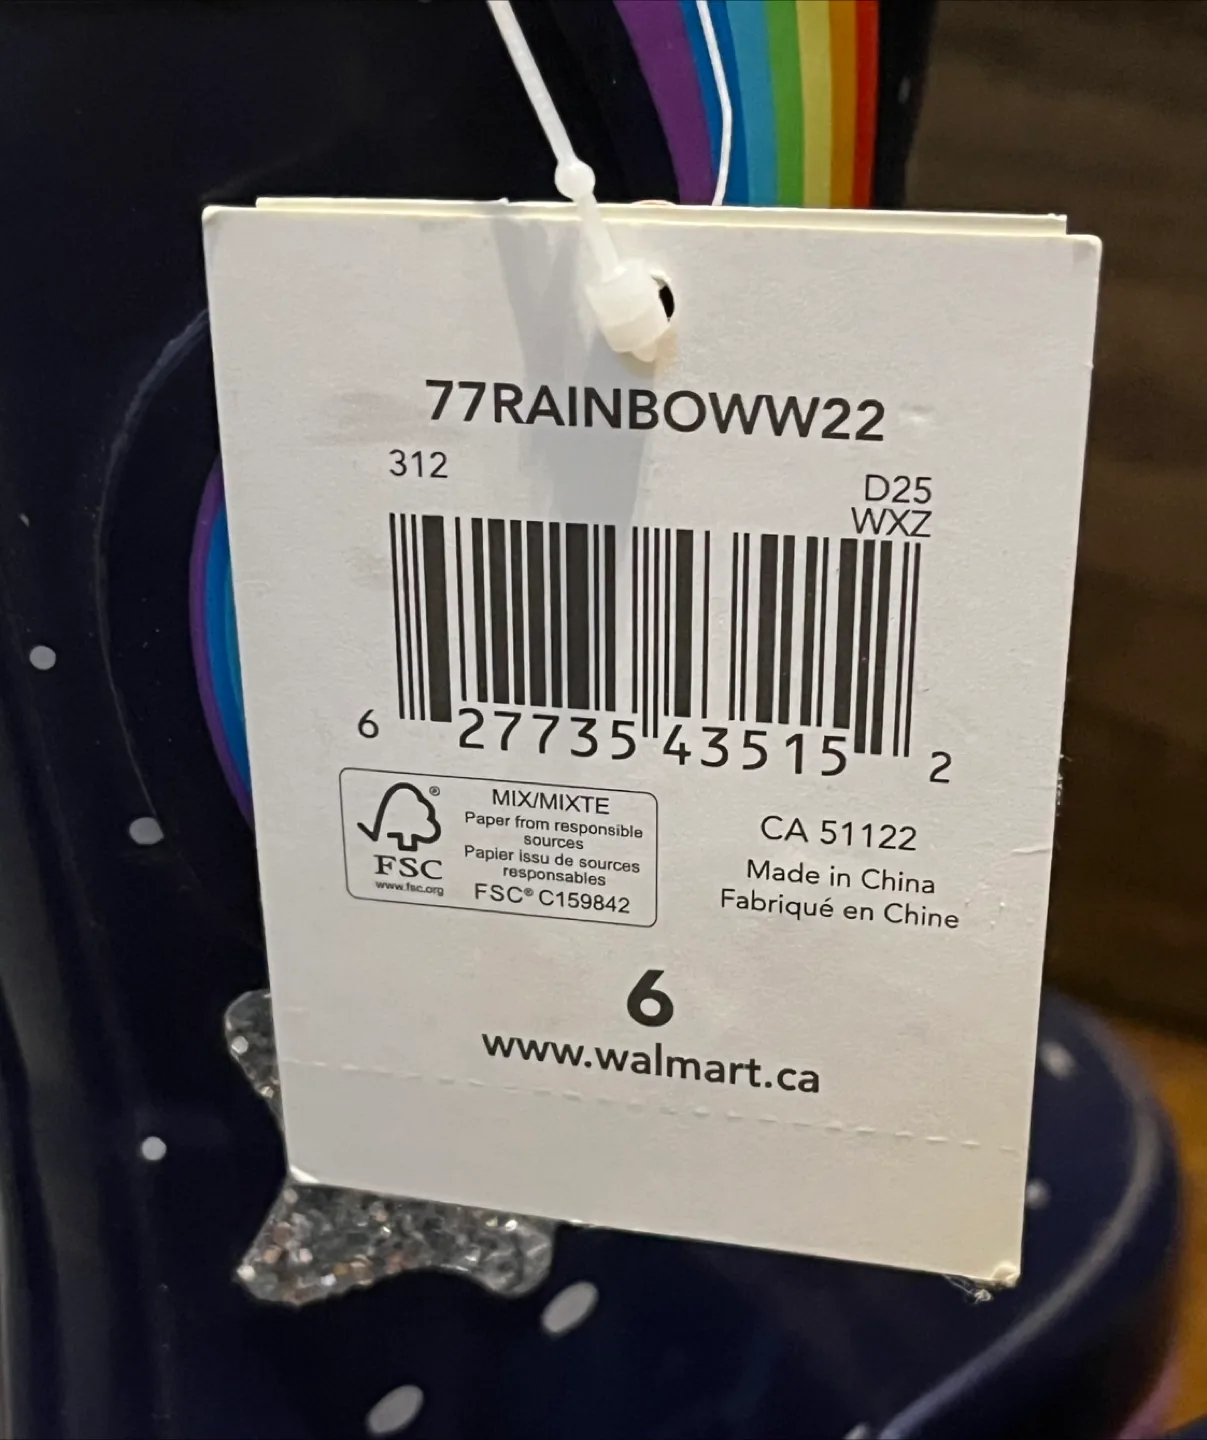 77RAINBOWW22
312
D25
WXZ
6 27735 43515 2
FSC®
www.fsc.org
MIX/MIXTE
Paper from responsible
sources
Papier issu de sources
responsables
FSC® C159842
CA 51122
Made in China
Fabriqué en Chine
6
www.walmart.ca